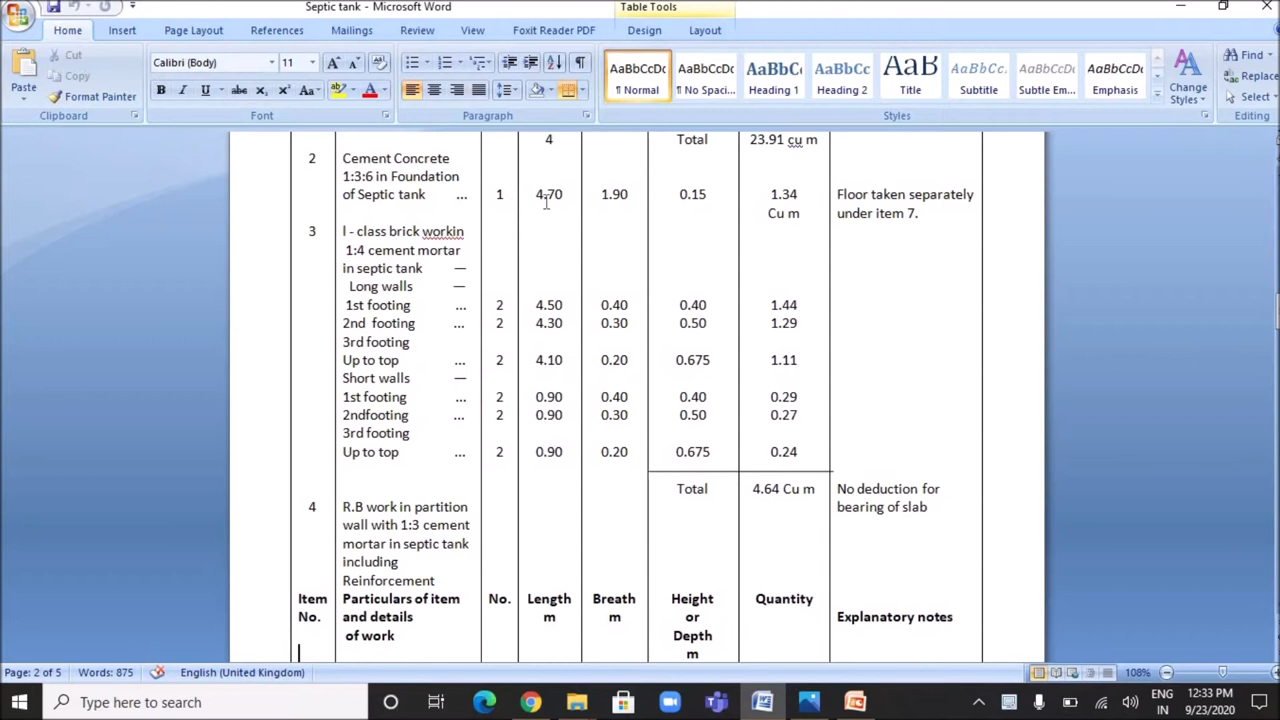 Septic tank - Microsoft Word
Table Tools
Home Insert Page Layout References Mailings Review View Foxit Reader PDF Design Layout
Cut
Copy
Format Painter
Paste
Clipboard
Calibri (Body) 11
Font
Paragraph
AaBbCcDc AaBbCcDc AaBbCc AaBbCc AaB AaBbCc. AaBbCcDc AaBbCcDc
¶ Normal ¶ No Spaci... Heading 1 Heading 2 Title Subtitle Subtle Em... Emphasis
Change
Styles
Styles
Find
Replace
Select
Editing
4 Total 23.91 cu m
2 Cement Concrete
1:3:6 in Foundation
of Septic tank ... 1 4.70 1.90 0.15 1.34 Floor taken separately
Cu m under item 7.
3 l - class brick workin
1:4 cement mortar
in septic tank —
Long walls —
1st footing ... 2 4.50 0.40 0.40 1.44
2nd footing ... 2 4.30 0.30 0.50 1.29
3rd footing
Up to top ... 2 4.10 0.20 0.675 1.11
Short walls —
1st footing ... 2 0.90 0.40 0.40 0.29
2ndfooting ... 2 0.90 0.30 0.50 0.27
3rd footing
Up to top ... 2 0.90 0.20 0.675 0.24
Total 4.64 Cu m No deduction for
4 R.B work in partition bearing of slab
wall with 1:3 cement
mortar in septic tank
including
Reinforcement
Item Particulars of item No. Length Breath Height Quantity
No. and details m m or Explanatory notes
of work Depth
m
Page: 2 of 5 Words: 875 English (United Kingdom) 108%
Type here to search
ENG 12:33 PM
IN 9/23/2020